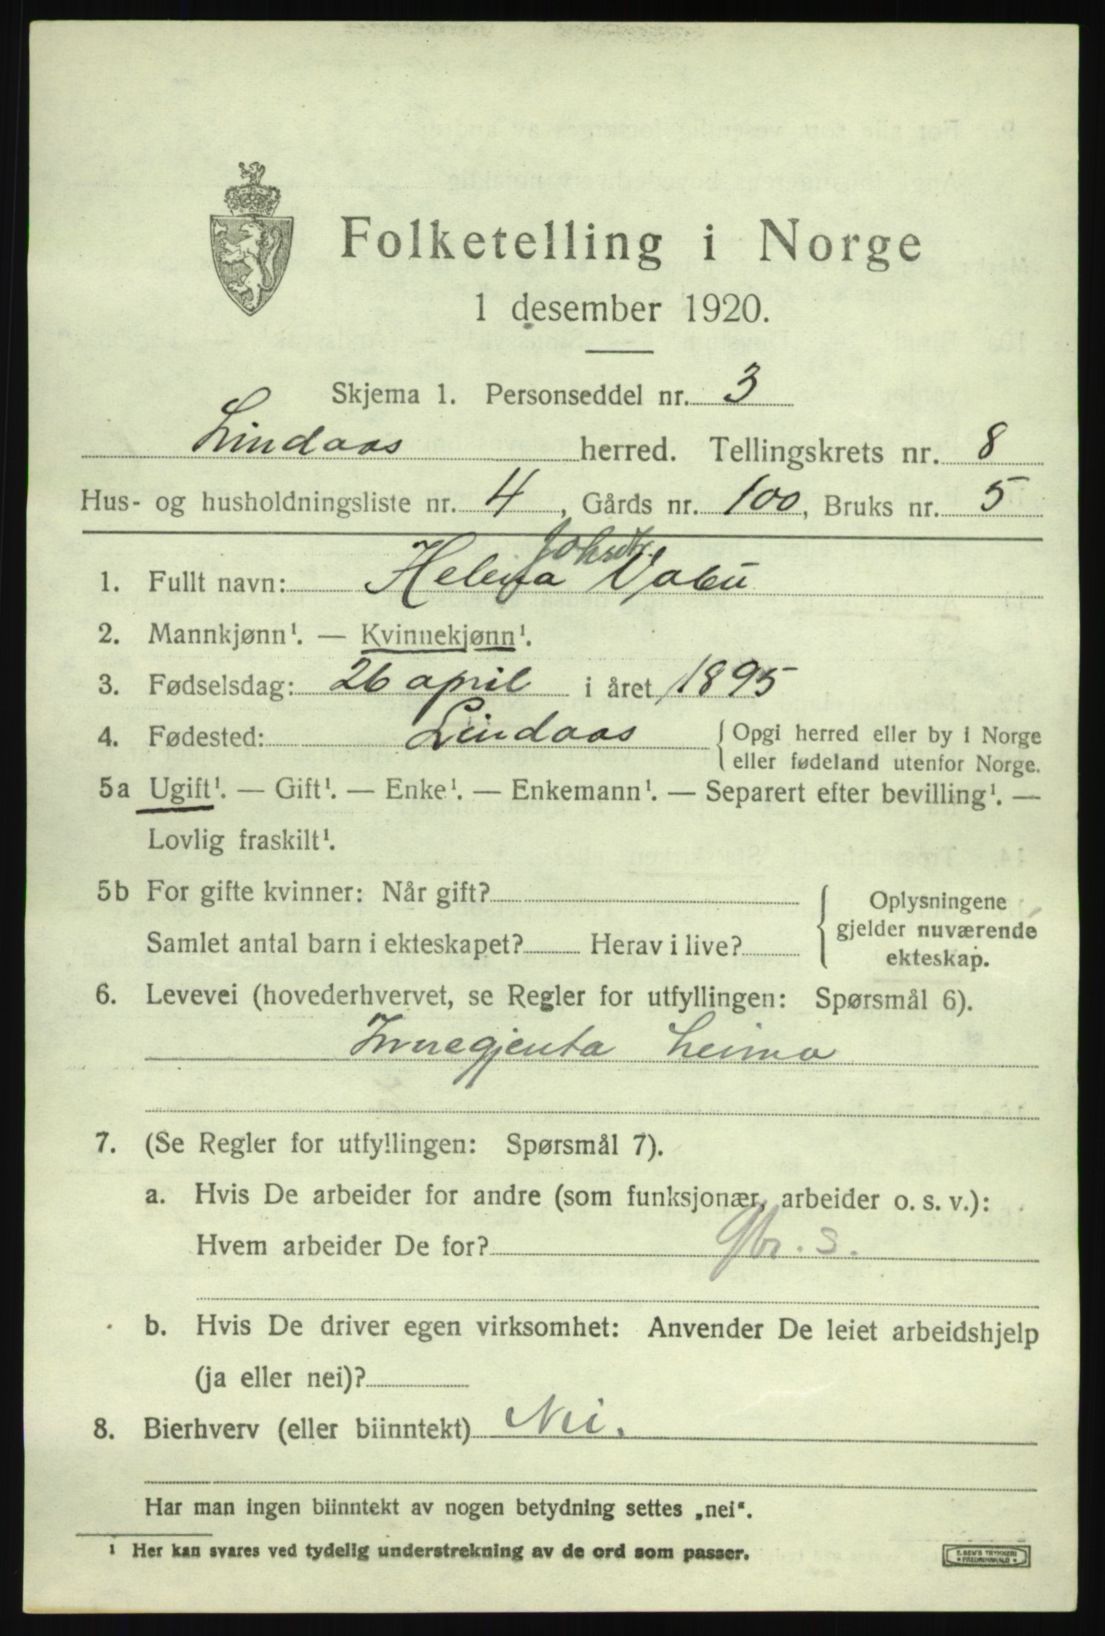 Folketelling i Norge
1 desember 1920.
Skjema 1. Personseddel nr. 3
Lindaas herred. Tellingskrets nr. 8
Hus- og husholdningsliste nr. 4, Gårds nr. 100, Bruks nr. 5
Johsdtr.
1. Fullt navn: Helena Vabü
2. Mannkjønn¹. — Kvinnekjønn¹.
3. Fødselsdag: 26 april i året 1895
4. Fødested: Lindaas {Opgi herred eller by i Norge
eller fødeland utenfor Norge.
5a Ugift¹. — Gift¹. — Enke¹. — Enkemann¹. — Separert efter bevilling¹. —
Lovlig fraskilt¹.
5b For gifte kvinner: Når gift?
Samlet antal barn i ekteskapet? Herav i live?
Oplysningene
gjelder nuværende
ekteskap.
6. Levevei (hovederhvervet, se Regler for utfyllingen: Spørsmål 6).
Innegjenta heima
7. (Se Regler for utfyllingen: Spørsmål 7).
a. Hvis De arbeider for andre (som funksjonær, arbeider o. s. v.):
Hvem arbeider De for? Gbr. s.
b. Hvis De driver egen virksomhet: Anvender De leiet arbeidshjelp
(ja eller nei)?
8. Bierhverv (eller biinntekt) Nei.
Har man ingen biinntekt av nogen betydning settes „nei“.
¹ Her kan svares ved tydelig understrekning av de ord som passer.